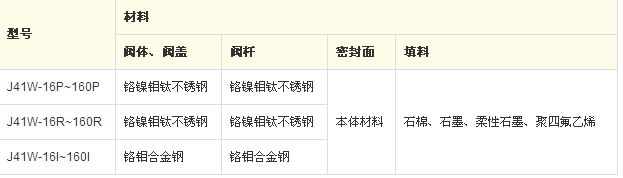 型号
材料
阀体、阀盖 阀杆 密封面 填料
J41W-16P~160P 铬镍钼钛不锈钢 铬镍钼钛不锈钢
J41W-16R~160R 铬镍钼钛不锈钢 铬镍钼钛不锈钢 本体材料 石棉、石墨、柔性石墨、聚四氟乙烯
J41W-16I~160I 铬钼合金钢 铬钼合金钢